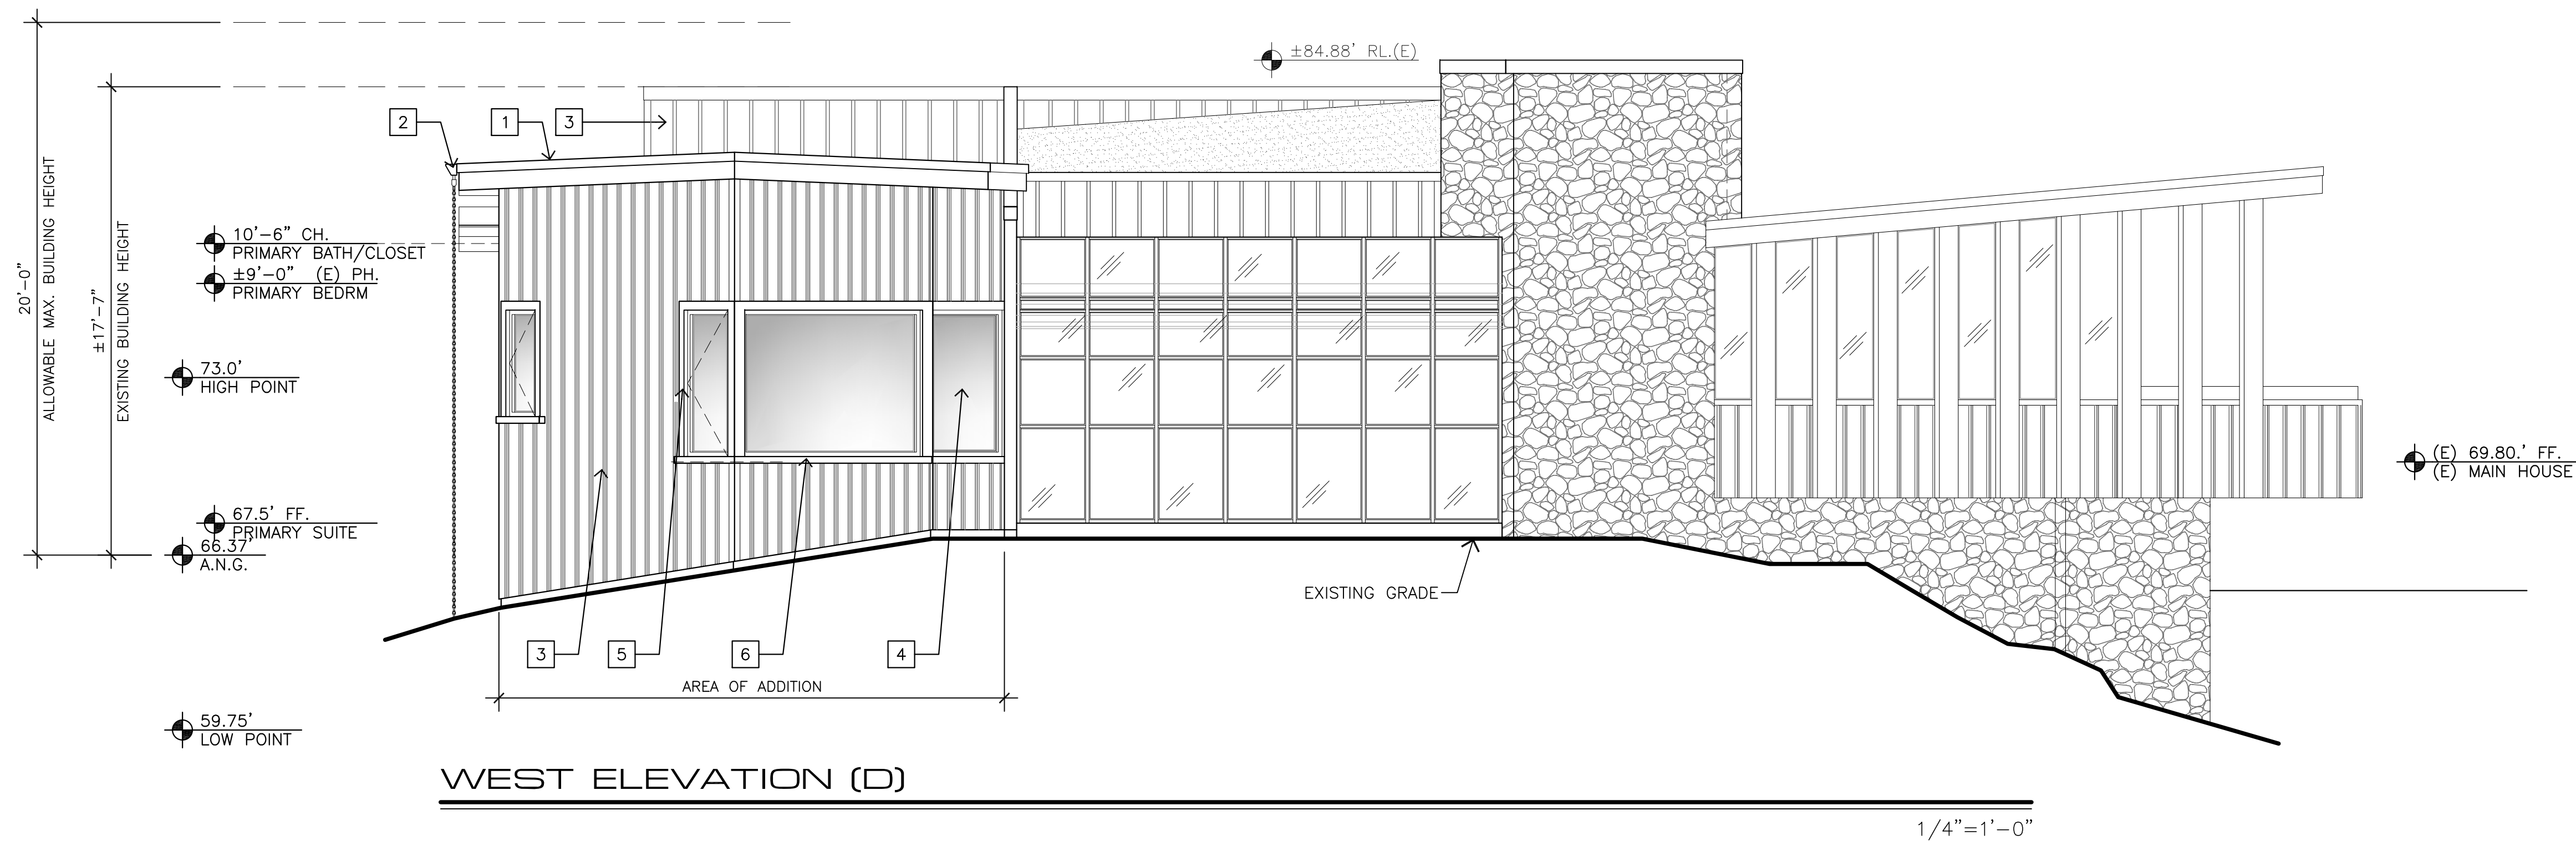 ±84.88' RL.(E)
2
1
3
20'-0"
ALLOWABLE MAX. BUILDING HEIGHT
±17'-7"
EXISTING BUILDING HEIGHT
10'-6" CH.
PRIMARY BATH/CLOSET
±9'-0" (E) PH.
PRIMARY BEDRM
73.0'
HIGH POINT
67.5' FF.
PRIMARY SUITE
66.37'
A.N.G.
(E) 69.80.' FF.
(E) MAIN HOUSE
EXISTING GRADE
3
5
6
4
AREA OF ADDITION
59.75'
LOW POINT
WEST ELEVATION (D)
1/4"=1'-0"